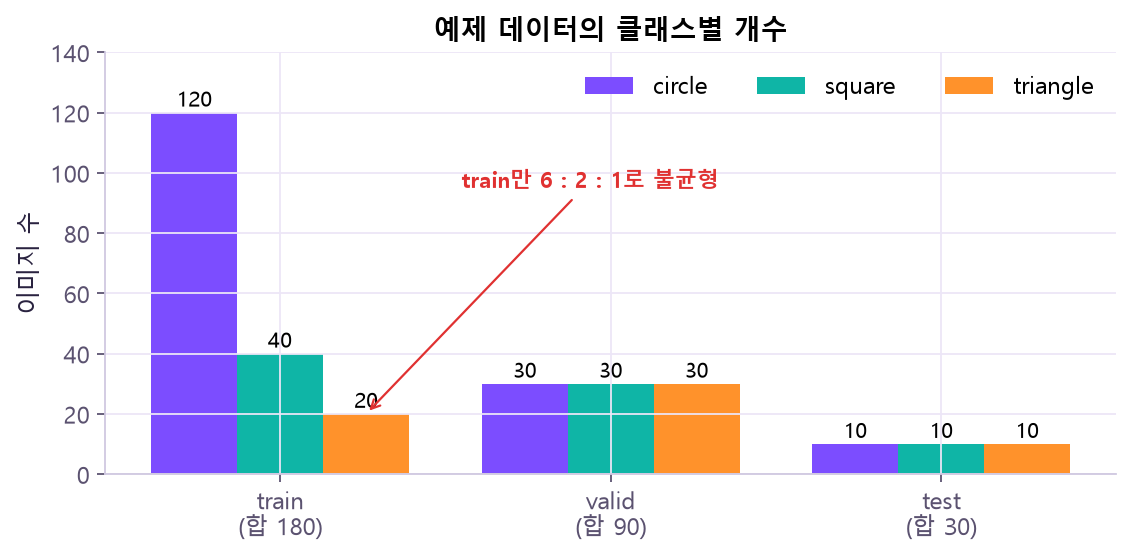 예제 데이터의 클래스별 개수
circle square triangle
이미지 수
140
120
100
80
60
40
20
0
120
40
20
30 30 30
10 10 10
train만 6 : 2 : 1로 불균형
train
(합 180)
valid
(합 90)
test
(합 30)